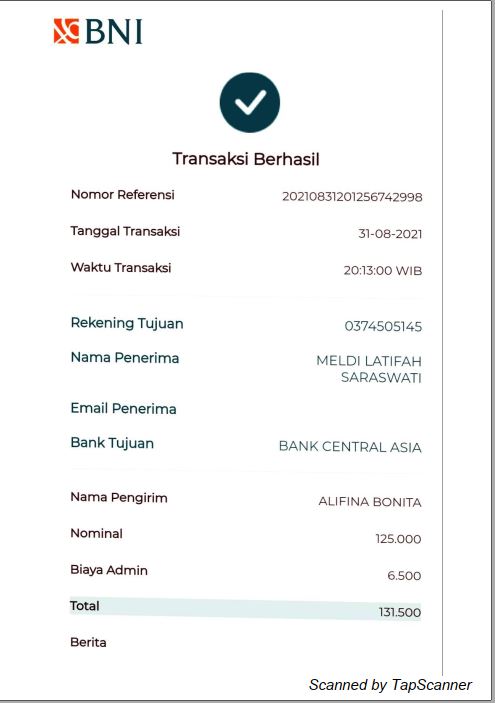 BNI
Transaksi Berhasil
Nomor Referensi 20210831201256742998
Tanggal Transaksi 31-08-2021
Waktu Transaksi 20:13:00 WIB
Rekening Tujuan 0374505145
Nama Penerima MELDI LATIFAH
SARASWATI
Email Penerima
Bank Tujuan BANK CENTRAL ASIA
Nama Pengirim ALIFINA BONITA
Nominal 125.000
Biaya Admin 6.500
Total 131.500
Berita
Scanned by TapScanner